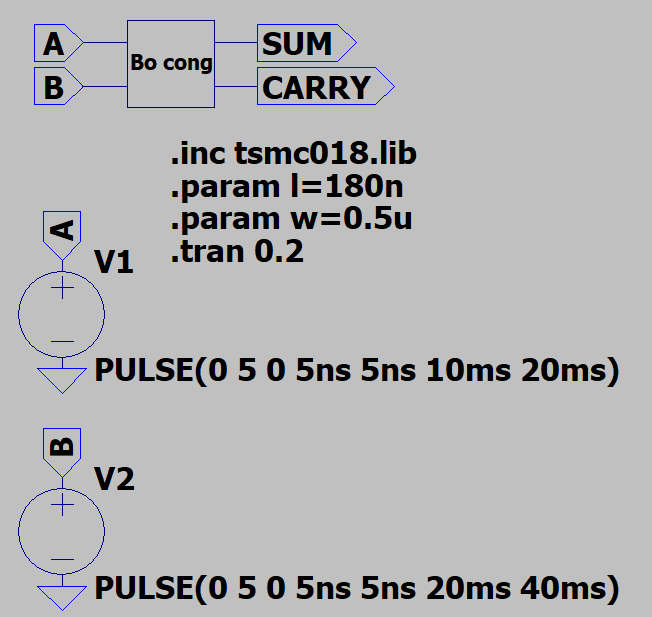 A
B
Bo cong
SUM
CARRY
.inc tsmc018.lib
.param l=180n
.param w=0.5u
.tran 0.2
A
V1
PULSE(0 5 0 5ns 5ns 10ms 20ms)
B
V2
PULSE(0 5 0 5ns 5ns 20ms 40ms)